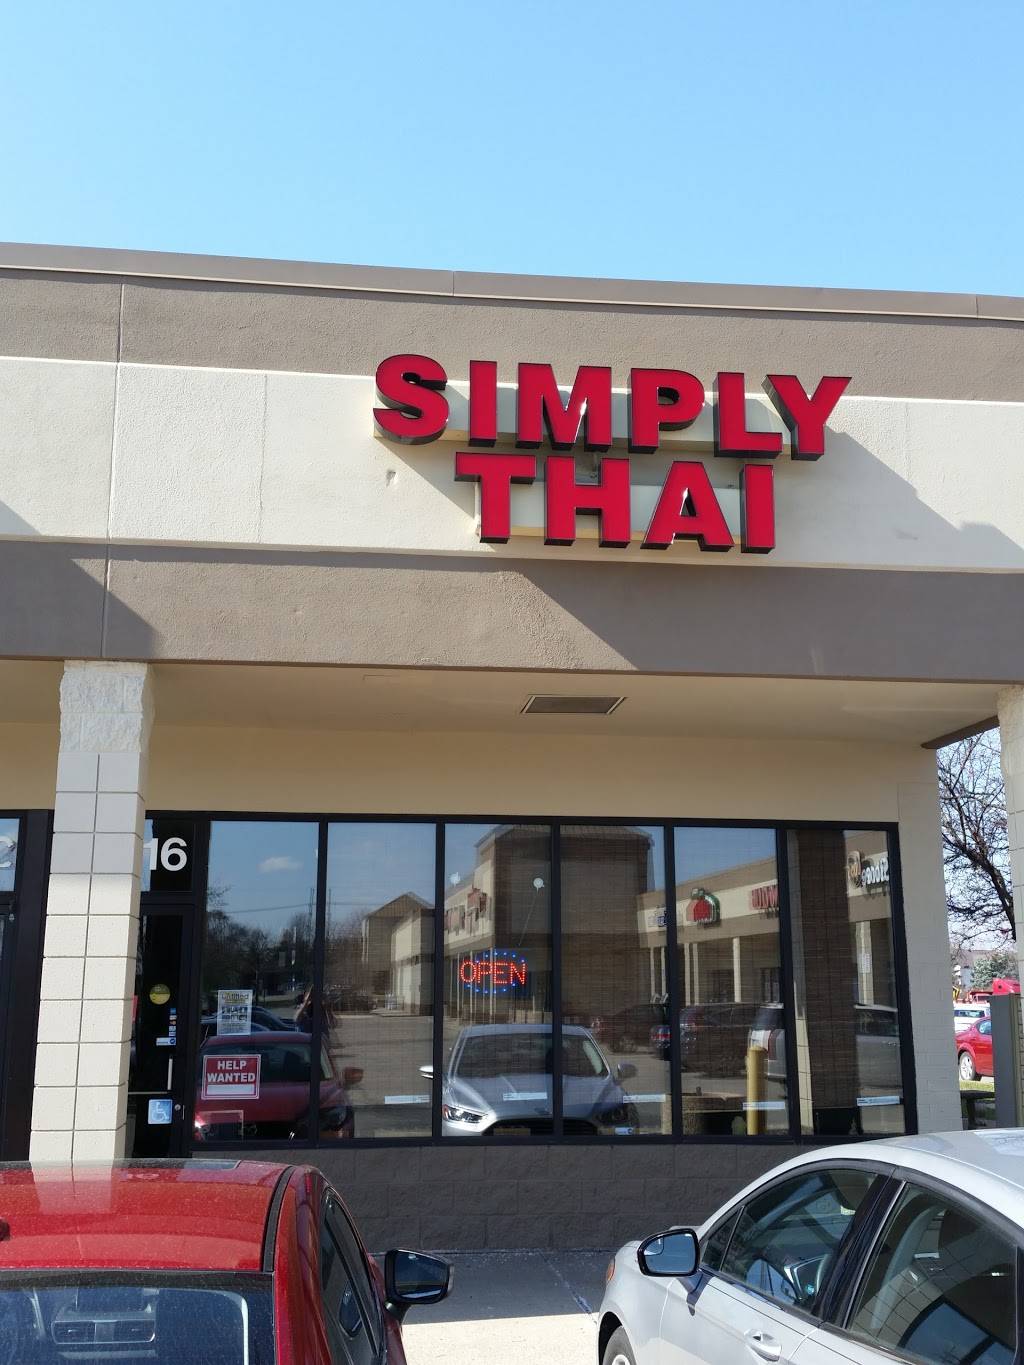 SIMPLY
THAI
16
OPEN
HELP
WANTED